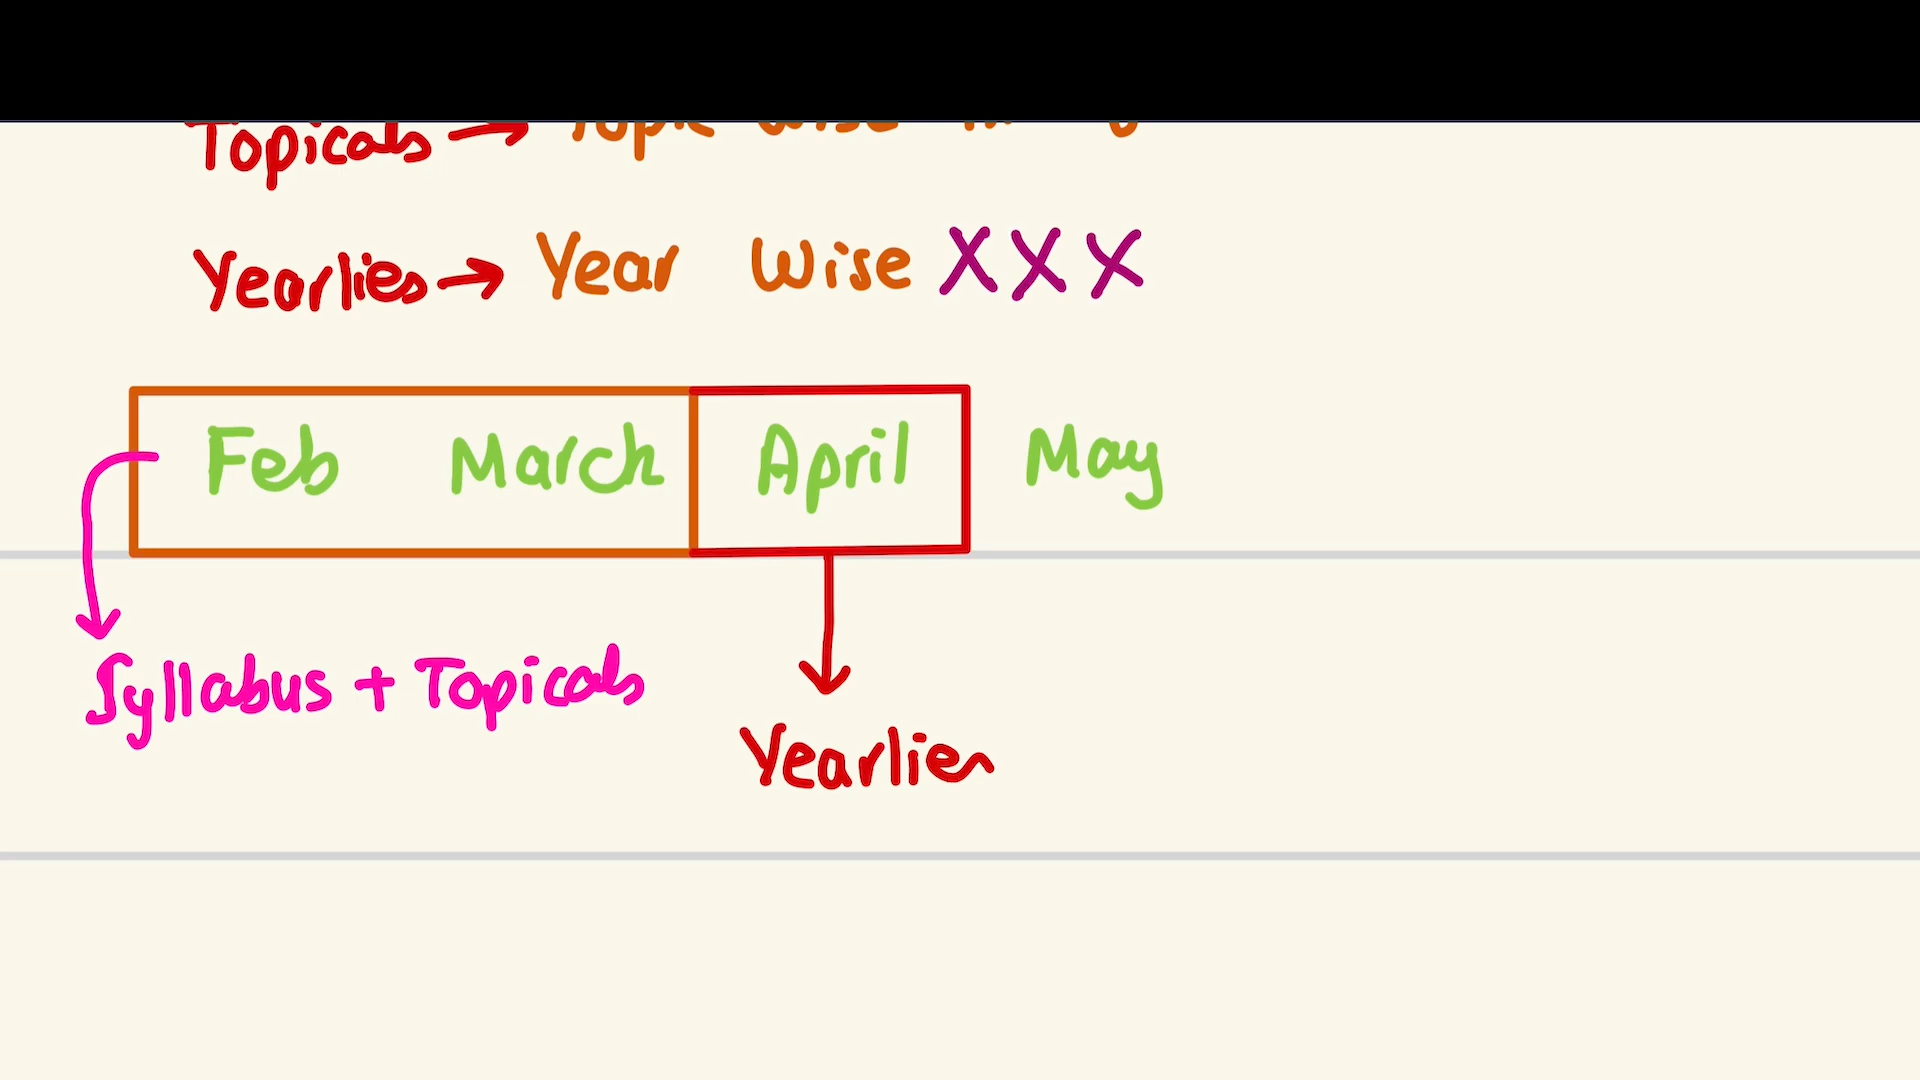 Topicals →
Yearlies → Year Wise XXX
Feb March April May
Syllabus + Topicals
Yearlies